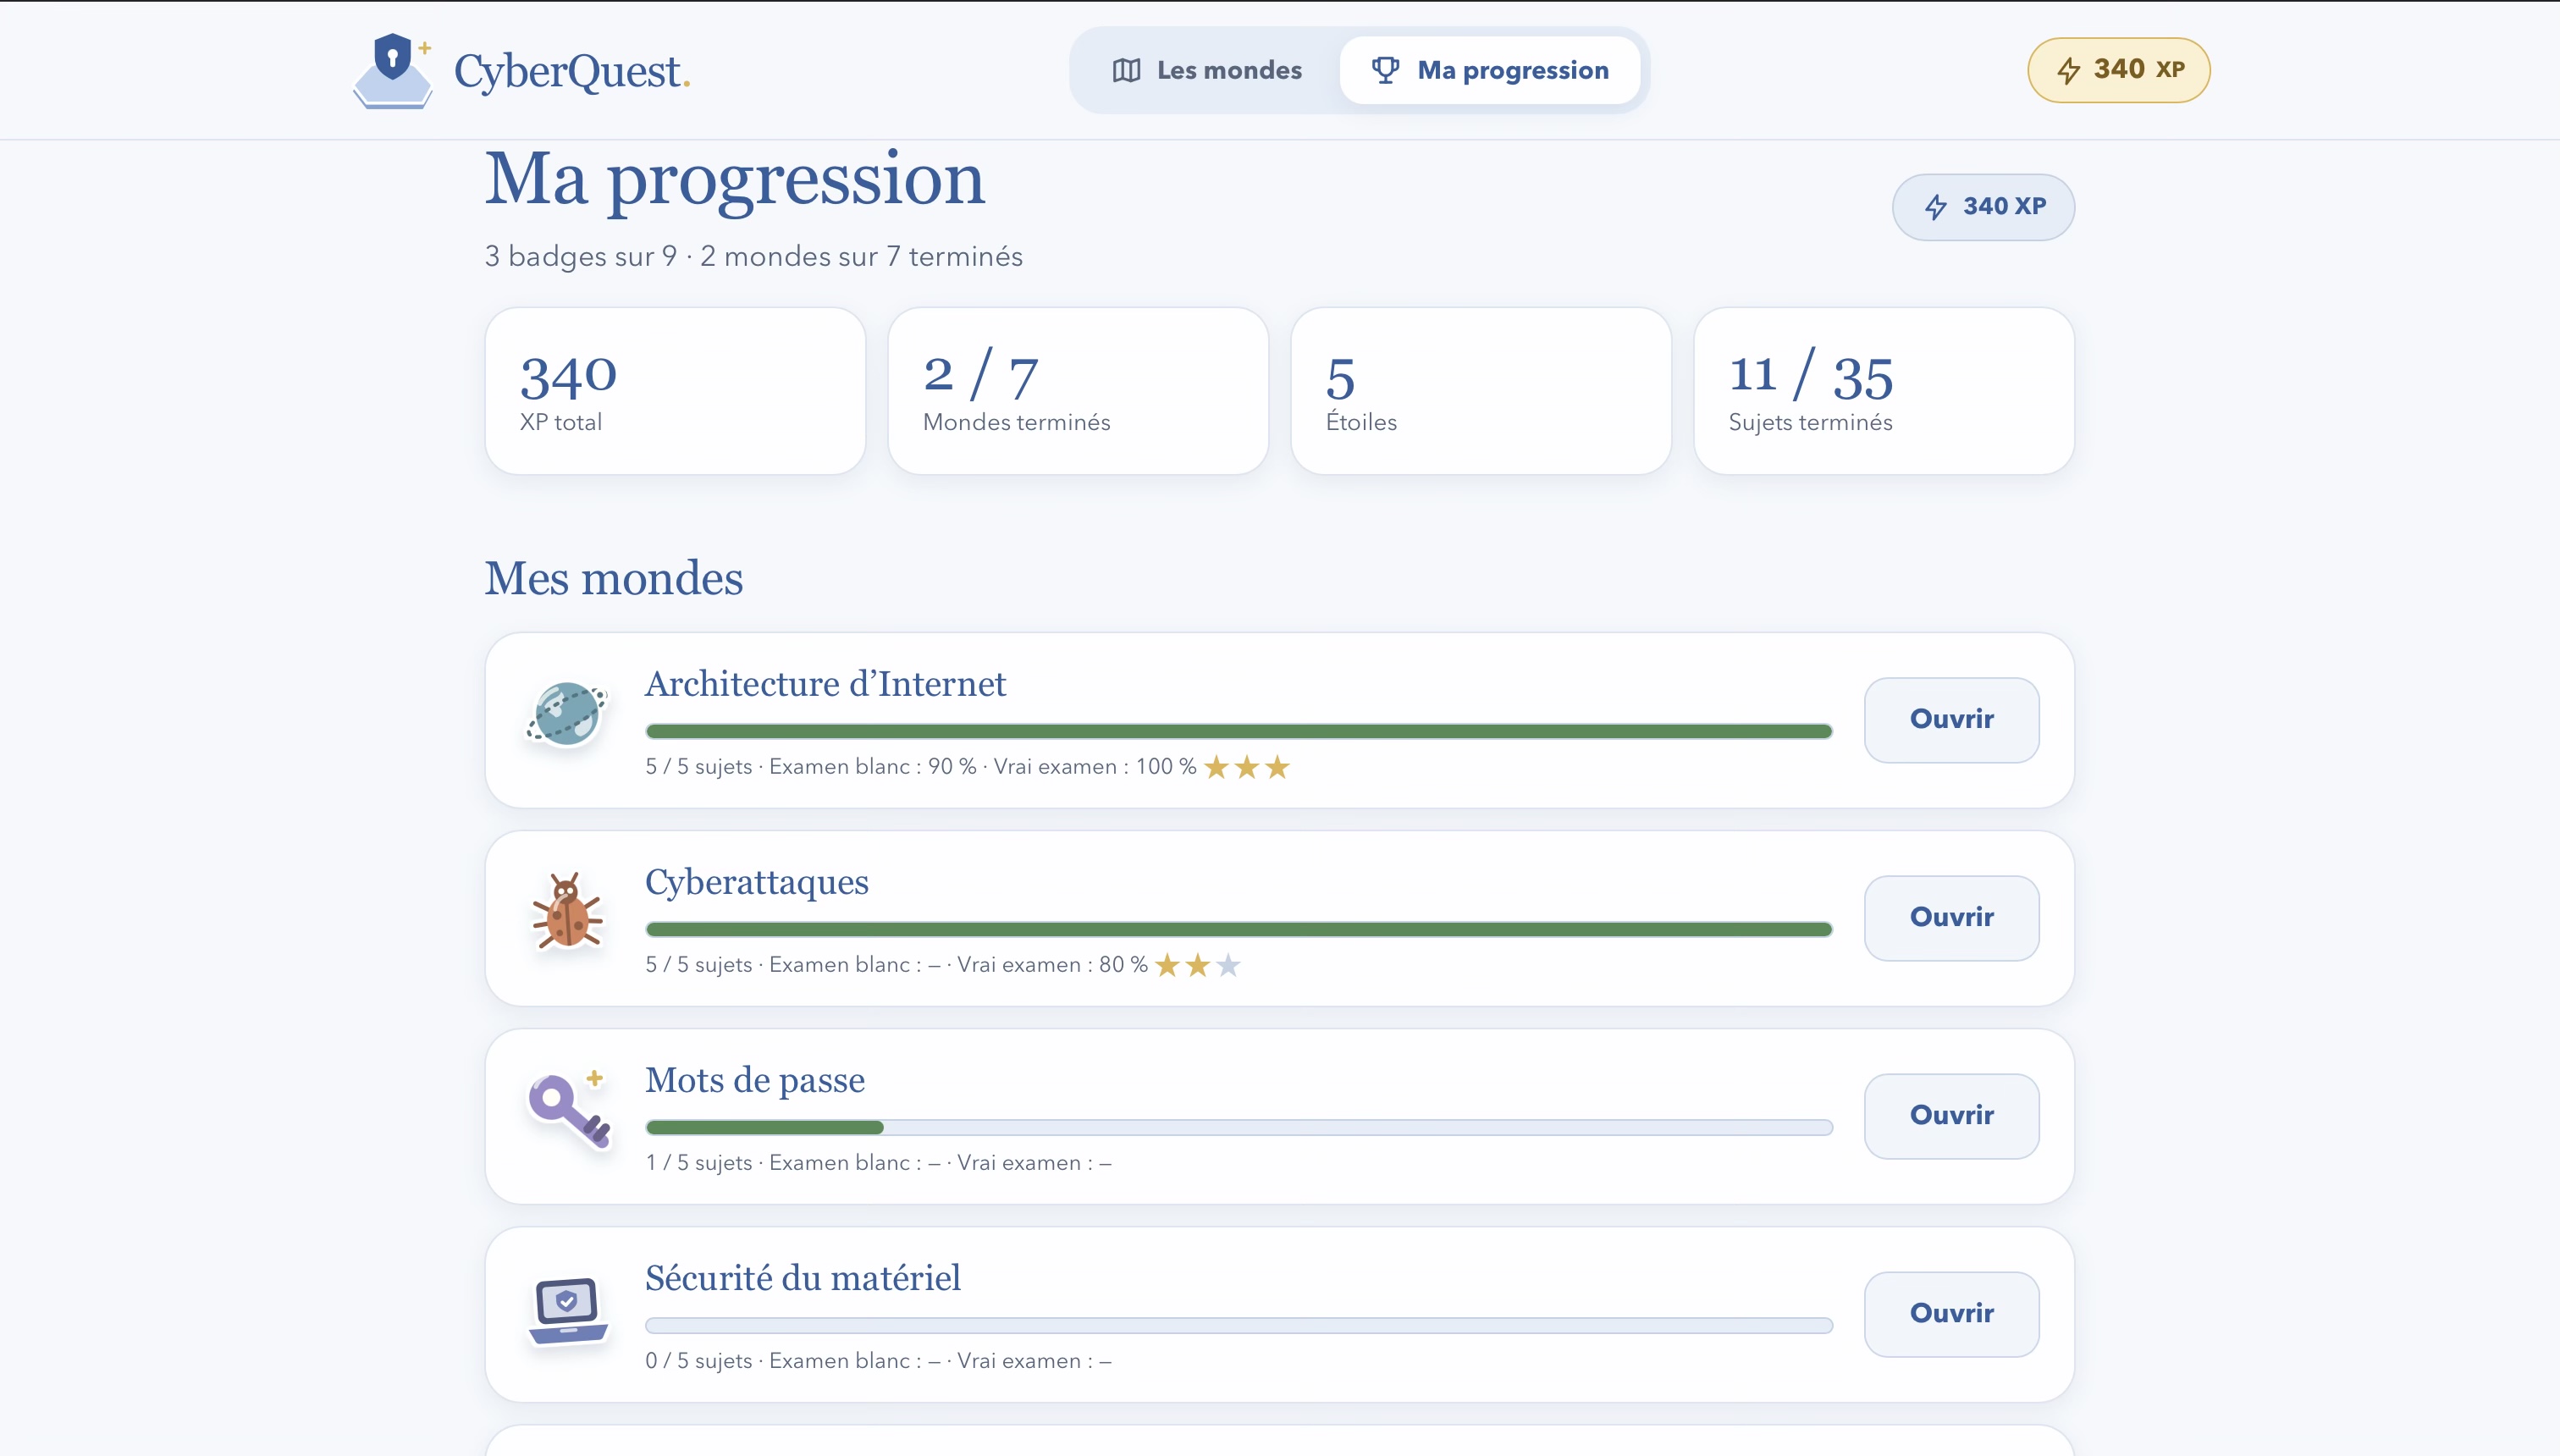 CyberQuest.
Les mondes
Ma progression
340 XP
Ma progression
340 XP
3 badges sur 9 · 2 mondes sur 7 terminés
340
XP total
2 / 7
Mondes terminés
5
Étoiles
11 / 35
Sujets terminés
Mes mondes
Architecture d’Internet
5 / 5 sujets · Examen blanc : 90 % · Vrai examen : 100 % ★★★
Ouvrir
Cyberattaques
5 / 5 sujets · Examen blanc : – · Vrai examen : 80 % ★★★
Ouvrir
Mots de passe
1 / 5 sujets · Examen blanc : – · Vrai examen : –
Ouvrir
Sécurité du matériel
0 / 5 sujets · Examen blanc : – · Vrai examen : –
Ouvrir